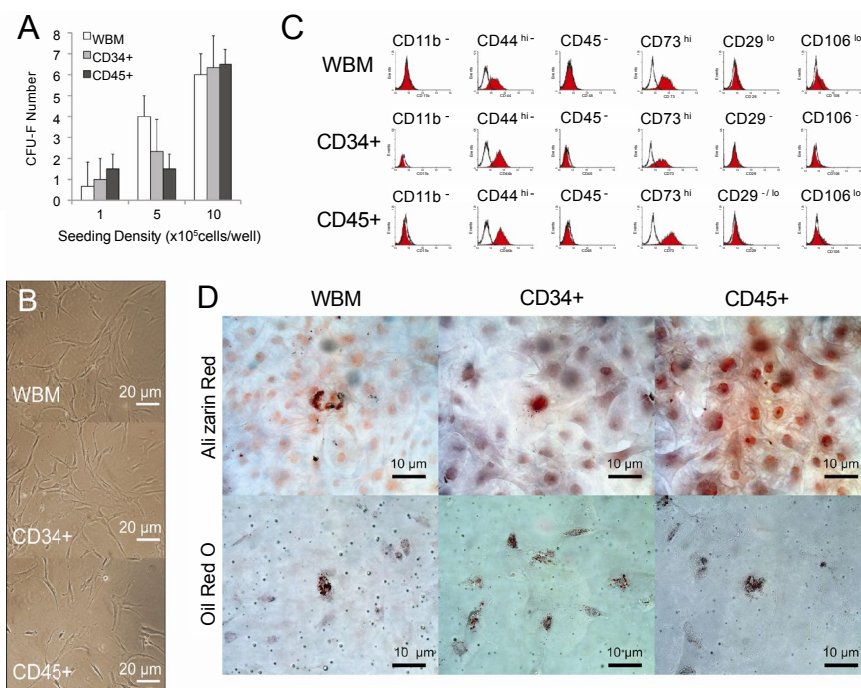 A
WBM
CD34+
CD45+
CFU-F Number
8
7
6
5
4
3
2
1
0
1 5 10
Seeding Density (x10⁵cells/well)
B
WBM
20 µm
CD34+
20 µm
CD45+
20 µm
C
CD11b - CD44 hi - CD45 - CD73 hi CD29 lo CD106 lo
WBM
CD11b - CD44 hi - CD45 - CD73 hi CD29 - CD106 -
CD34+
CD11b - CD44 hi - CD45 - CD73 hi CD29 -/ lo CD106 lo
CD45+
D
WBM CD34+ CD45+
Alizarin Red
10 µm 10 µm 10 µm
Oil Red O
10 µm 10 µm 10 µm